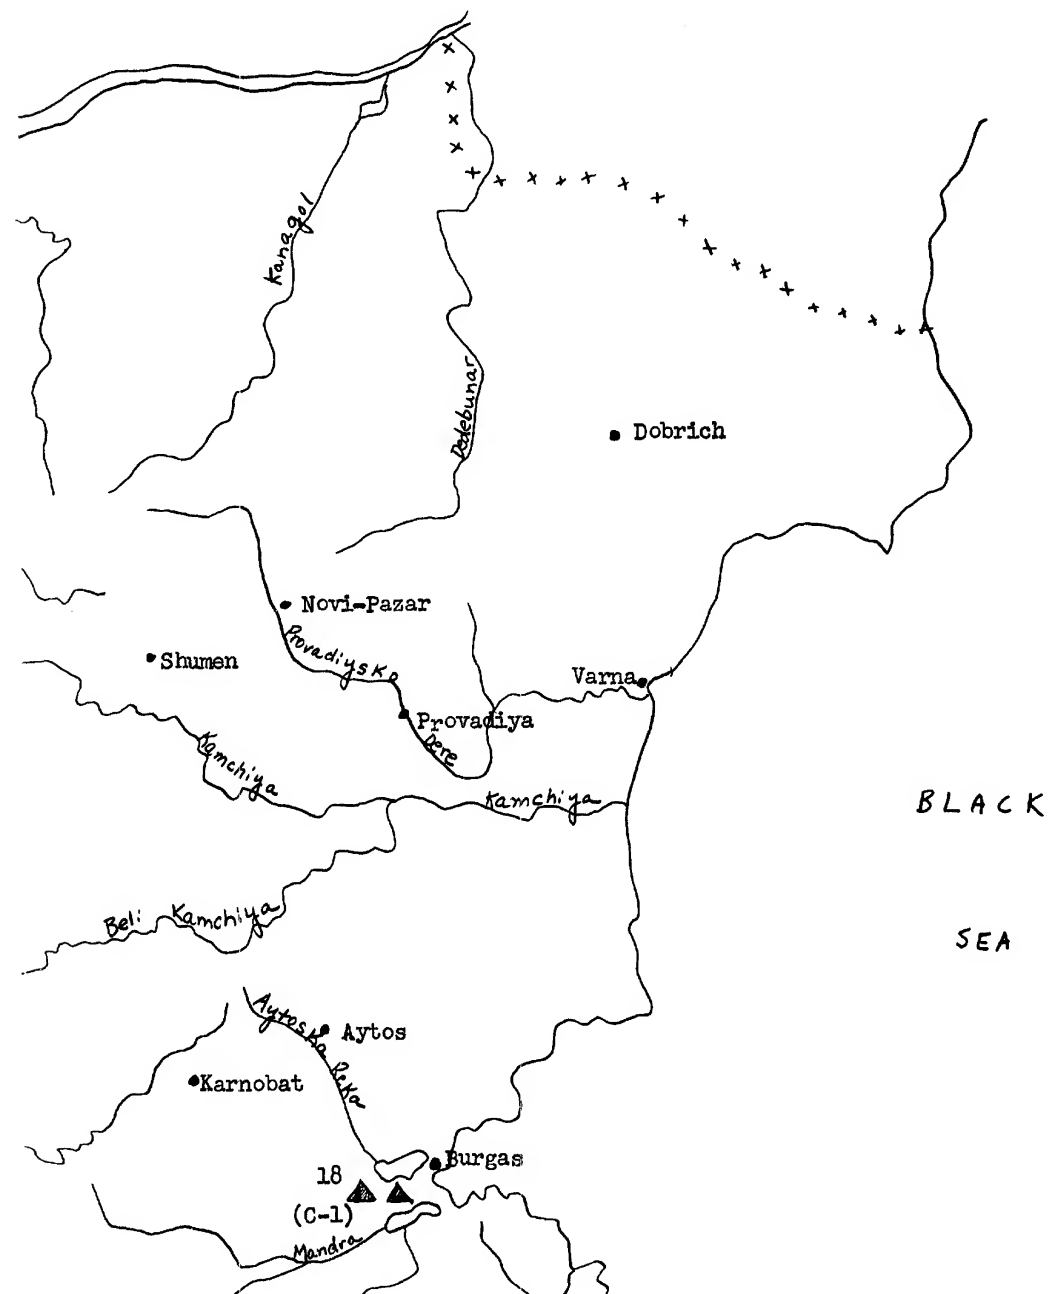 Kanagol
Dedebunar
Dobrich
Novi-Pazar
Provadiysko
Shumen
Varna
Provadiya
Dere
Kamchiya
Kamchiya
BLACK
Beli Kamchiya
SEA
Aytoska Reka
Aytos
Karnobat
Burgas
18
(C-1)
Mandra